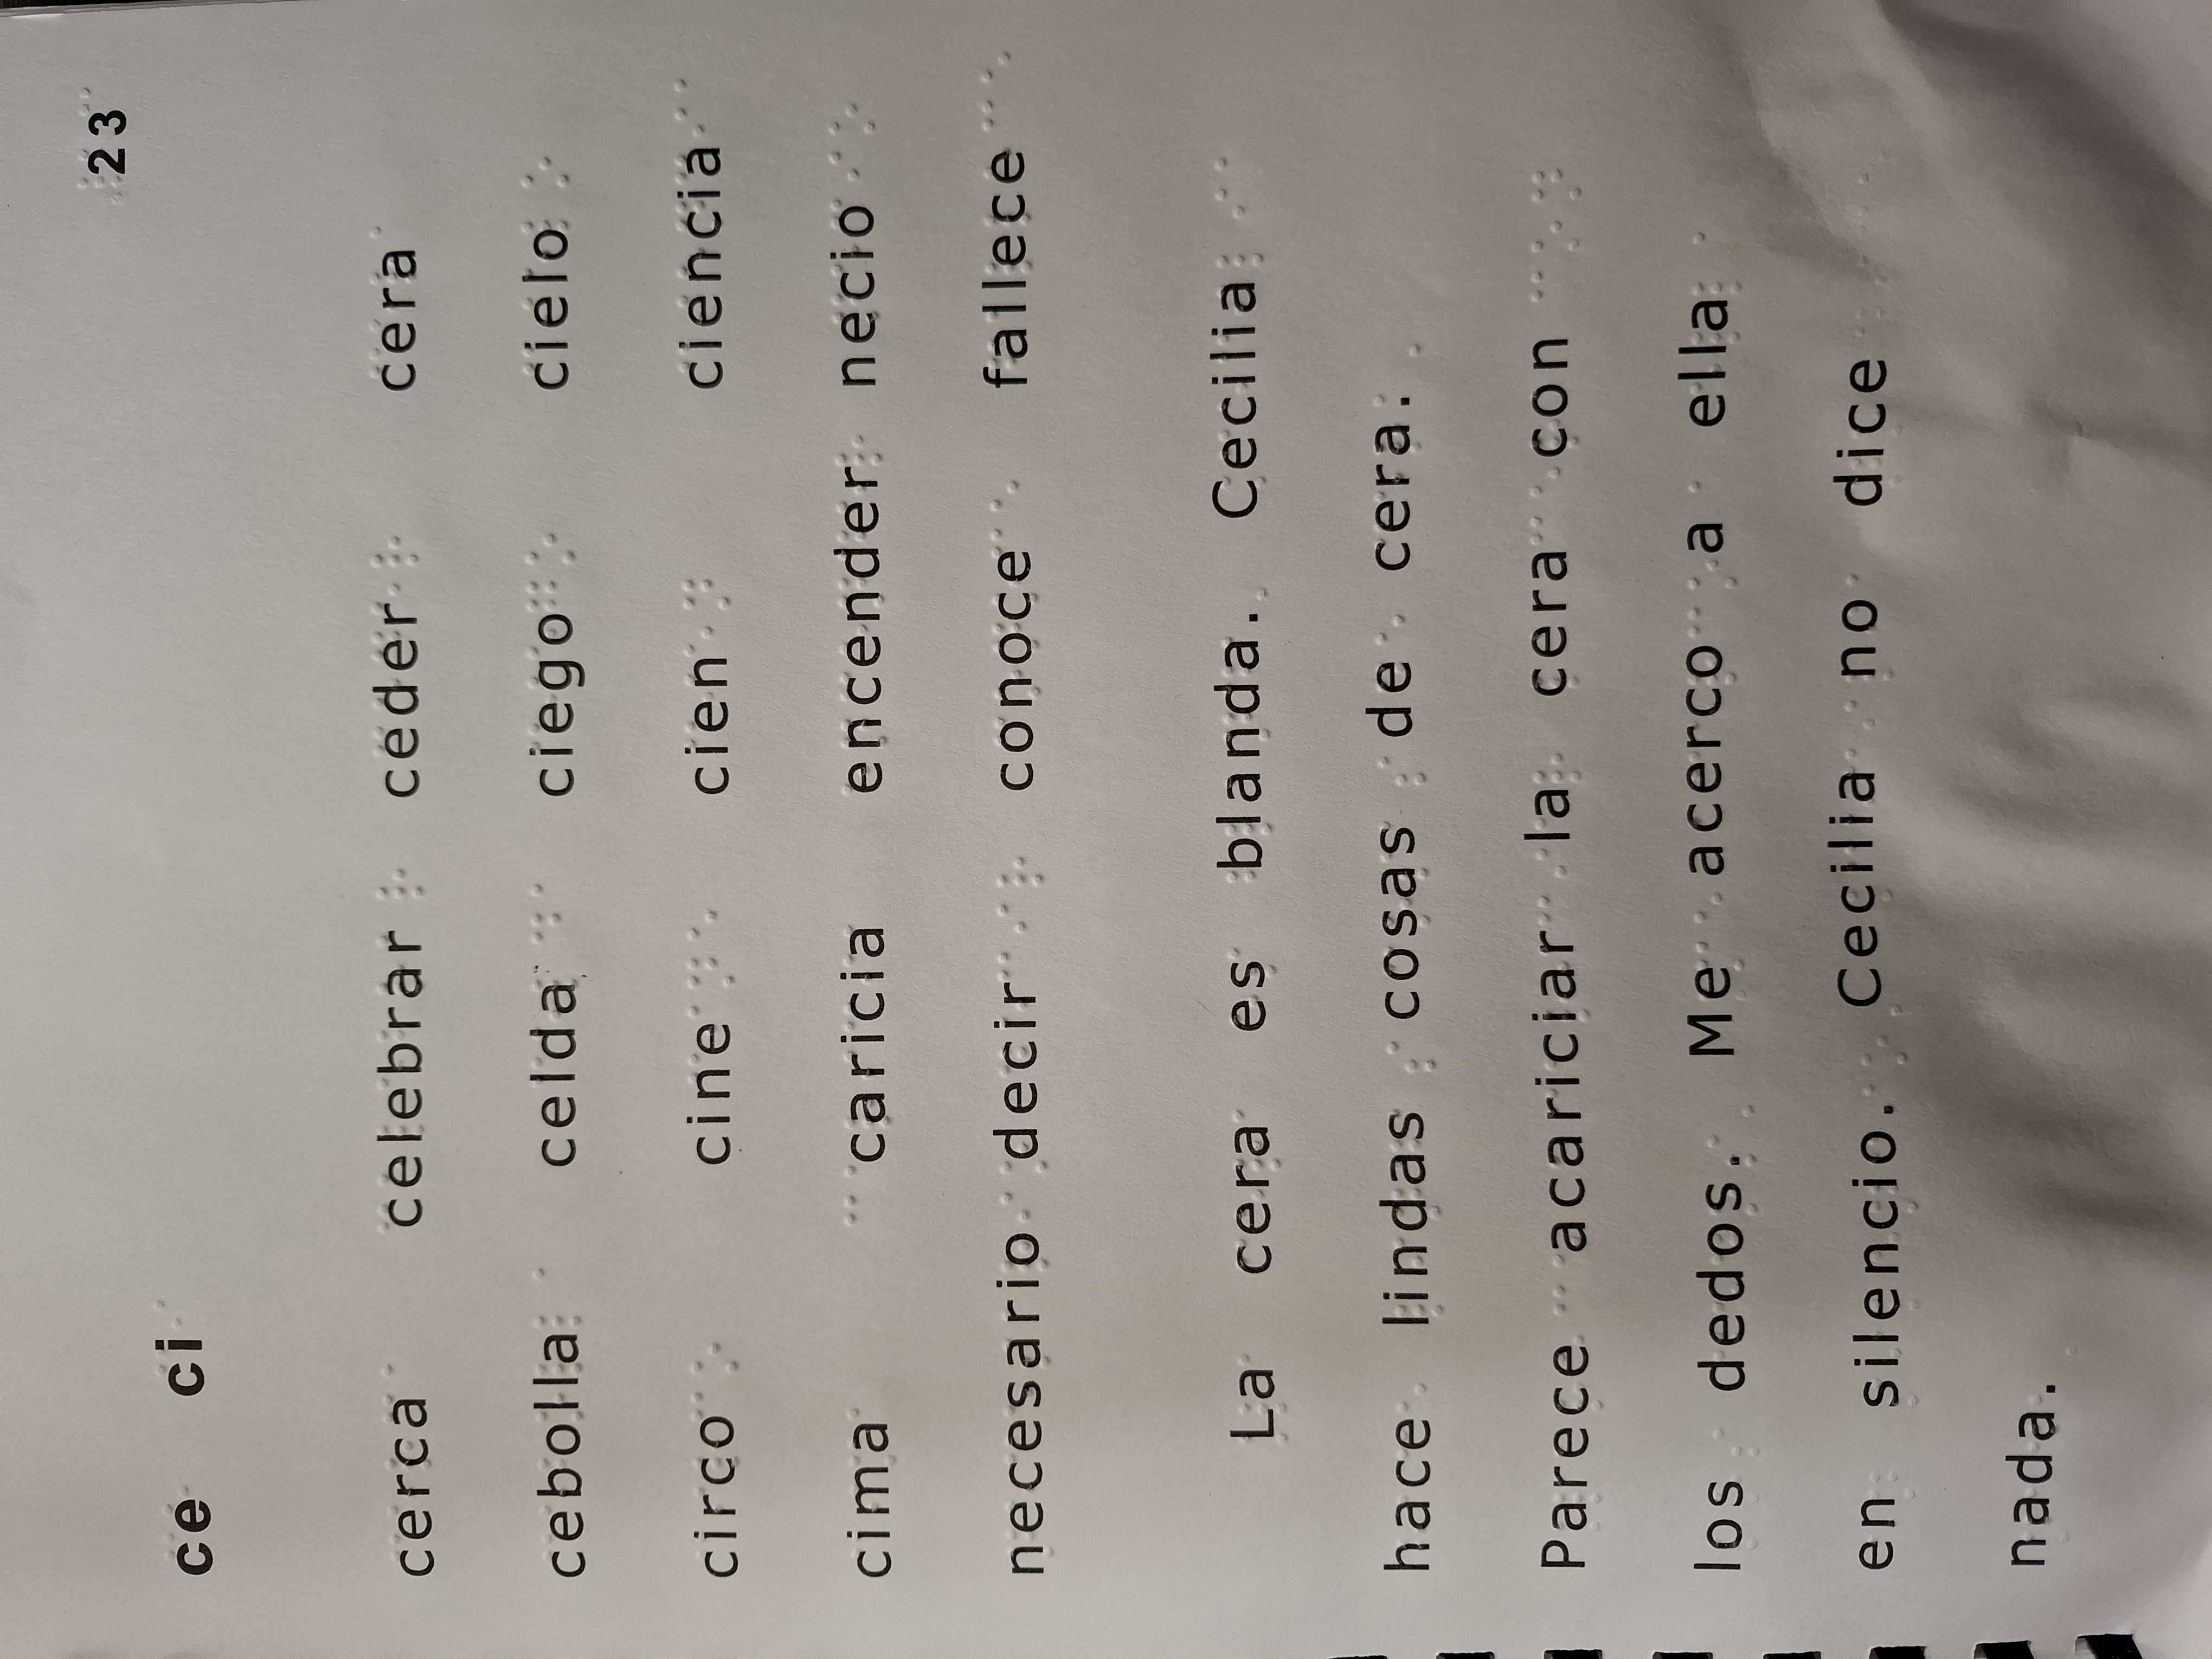 23
ce ci
cerca celebrar ceder cera
cebolla celda ciego cielo
circo cine cien ciencia
cima caricia encender necio
necesario decir conoce fallece
La cera es blanda. Cecilia
hace lindas cosas de cera.
Parece acariciar la cera con
los dedos. Me acerco a ella
en silencio. Cecilia no dice
nada.